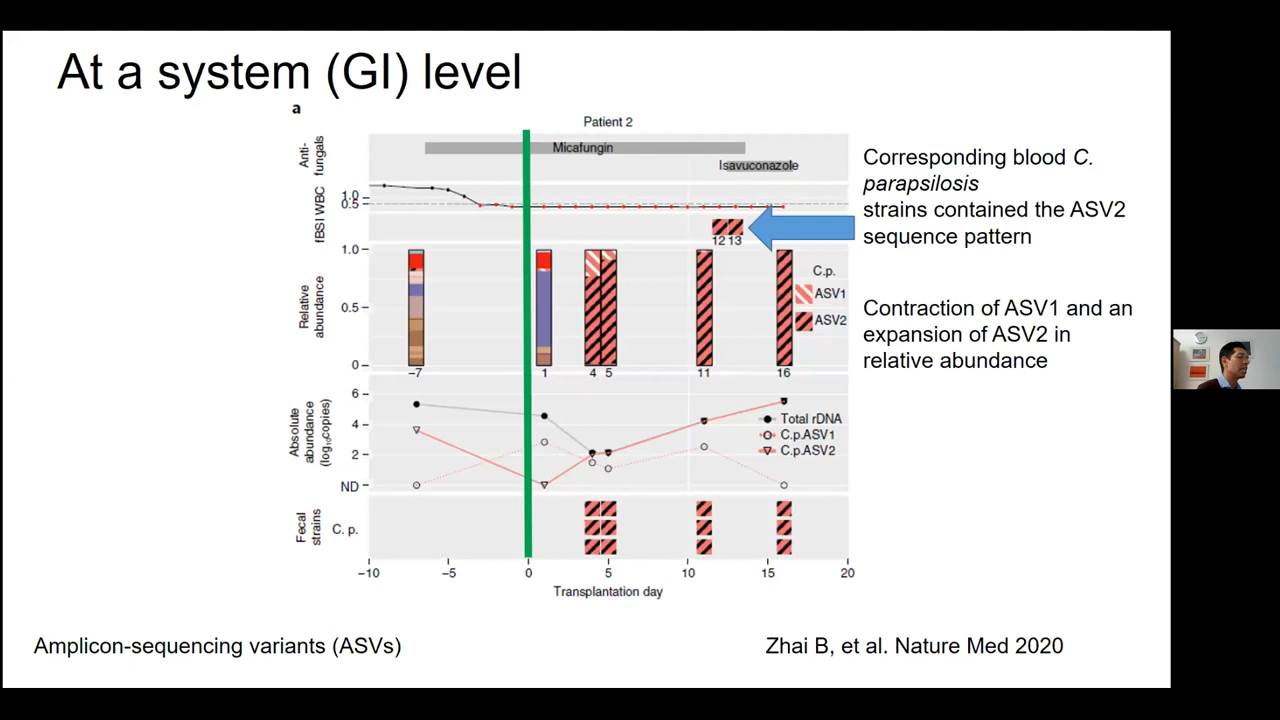 At a system (GI) level
a
Patient 2
Anti-
fungals
Micafungin
Isavuconazole
WBC
1.0
0.5
fBSI
12 13
Corresponding blood C.
parapsilosis
strains contained the ASV2
sequence pattern
Relative
abundance
1.0
0.5
0
C.p.
ASV1
ASV2
−7
1
4
5
11
16
Contraction of ASV1 and an
expansion of ASV2 in
relative abundance
Absolute
abundance
(log10copies)
6
4
2
ND
Total rDNA
C.p.ASV1
C.p.ASV2
Fecal
strains
C. p.
−10
−5
0
5
10
15
20
Transplantation day
Amplicon-sequencing variants (ASVs)
Zhai B, et al. Nature Med 2020